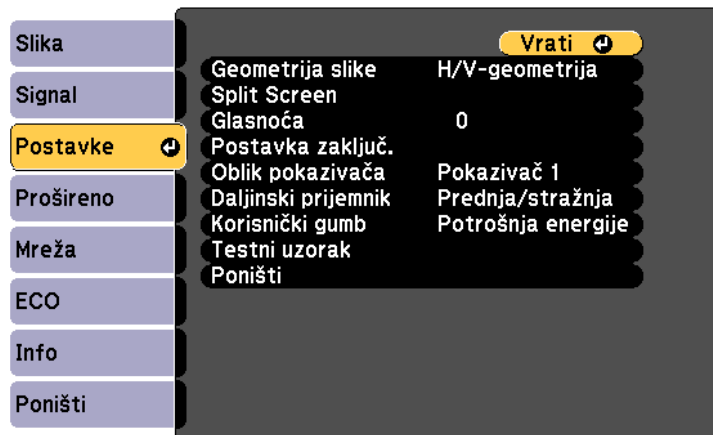 Slika
Signal
Postavke
Prošireno
Mreža
ECO
Info
Poništi
Vrati
Geometrija slike H/V-geometrija
Split Screen
Glasnoća 0
Postavka zaključ.
Oblik pokazivača Pokazivač 1
Daljinski prijemnik Prednja/stražnja
Korisnički gumb Potrošnja energije
Testni uzorak
Poništi